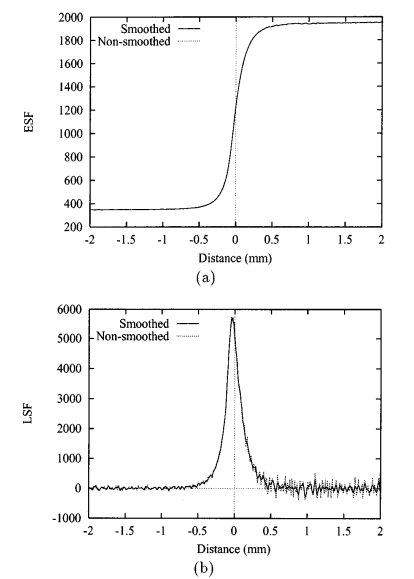 2000
1800
1600
1400
1200
1000
800
600
400
200
ESF
Smoothed
Non-smoothed
-2 -1.5 -1 -0.5 0 0.5 1 1.5 2
Distance (mm)
(a)
6000
5000
4000
3000
2000
1000
0
-1000
LSF
Smoothed
Non-smoothed
-2 -1.5 -1 -0.5 0 0.5 1 1.5 2
Distance (mm)
(b)